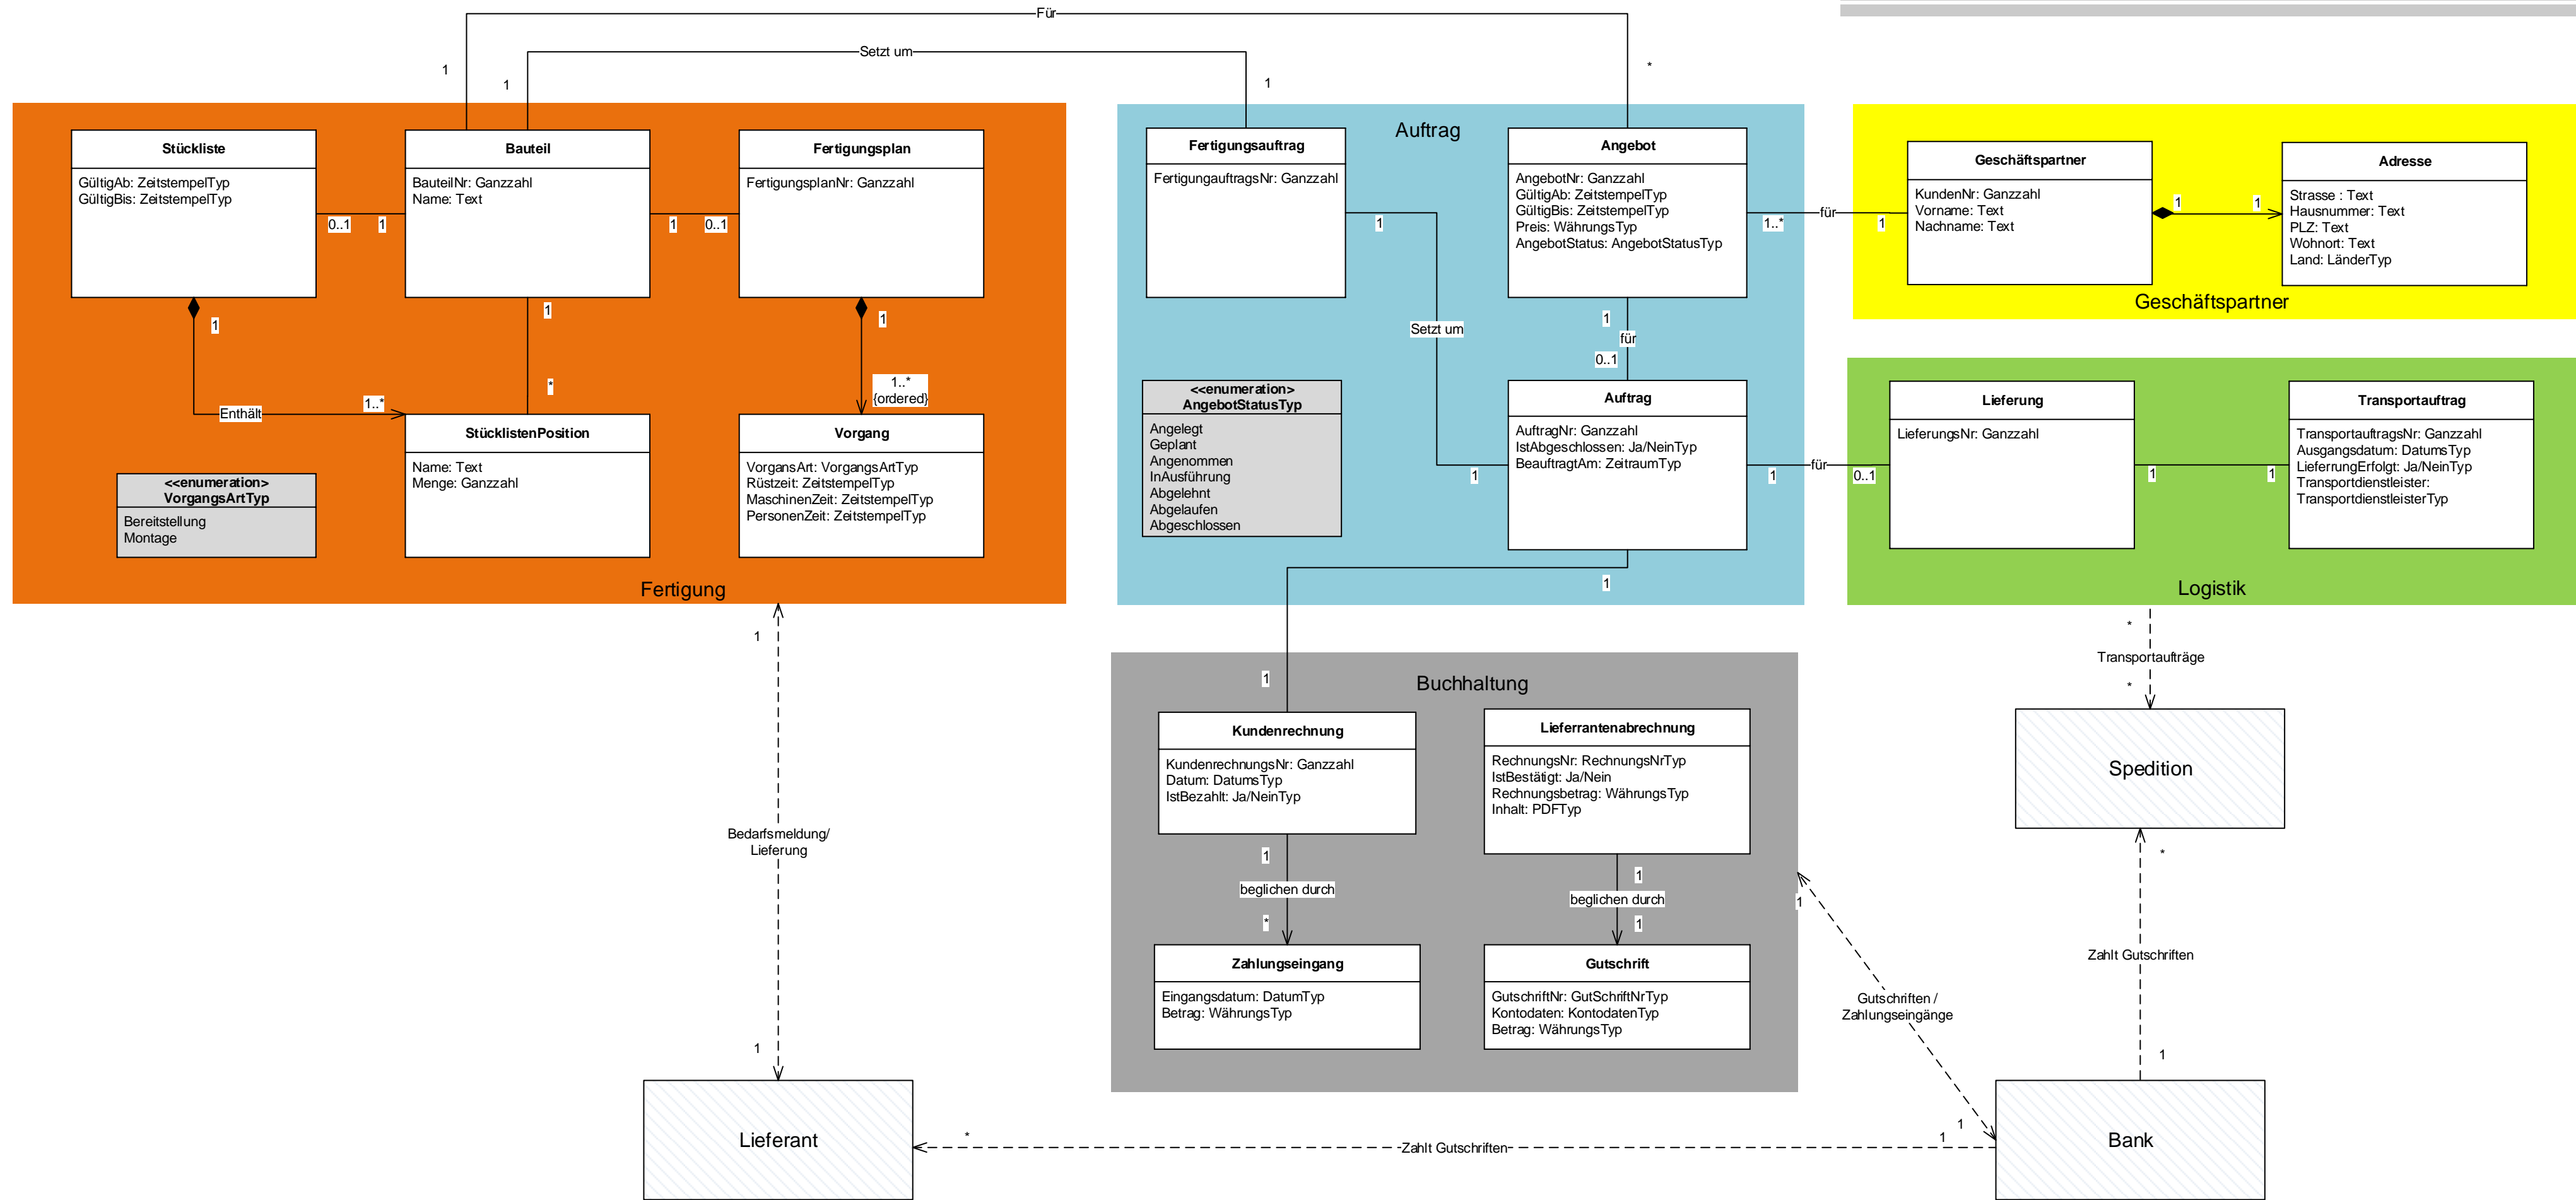 Für
Setzt um
1
1
1
*
Stückliste
GültigAb: ZeitstempelTyp
GültigBis: ZeitstempelTyp
0..1
1
Bauteil
BauteilNr: Ganzzahl
Name: Text
1
0..1
Fertigungsplan
FertigungsplanNr: Ganzzahl
1
1
1
Enthält
1..*
*
1..*
{ordered}
StücklistenPosition
Name: Text
Menge: Ganzzahl
Vorgang
VorgansArt: VorgangsArtTyp
Rüstzeit: ZeitstempelTyp
MaschinenZeit: ZeitstempelTyp
PersonenZeit: ZeitstempelTyp
<<enumeration>
VorgangsArtTyp
Bereitstellung
Montage
Fertigung
Auftrag
Fertigungsauftrag
FertigungauftragsNr: Ganzzahl
1
Angebot
AngebotNr: Ganzzahl
GültigAb: ZeitstempelTyp
GültigBis: ZeitstempelTyp
Preis: WährungsTyp
AngebotStatus: AngebotStatusTyp
1..*
für
1
Setzt um
1
für
0..1
<<enumeration>
AngebotStatusTyp
Angelegt
Geplant
Angenommen
InAusführung
Abgelehnt
Abgelaufen
Abgeschlossen
1
Auftrag
AuftragNr: Ganzzahl
IstAbgeschlossen: Ja/NeinTyp
BeauftragtAm: ZeitraumTyp
1
für
0..1
1
Geschäftspartner
KundenNr: Ganzzahl
Vorname: Text
Nachname: Text
1
1
Adresse
Strasse : Text
Hausnummer: Text
PLZ: Text
Wohnort: Text
Land: LänderTyp
Geschäftspartner
Lieferung
LieferungsNr: Ganzzahl
1
1
Transportauftrag
TransportauftragsNr: Ganzzahl
Ausgangsdatum: DatumsTyp
LieferrungErfolgt: Ja/NeinTyp
Transportdienstleister:
TransportdienstleisterTyp
Logistik
1
Bedarfsmeldung/
Lieferung
1
1
Buchhaltung
Kundenrechnung
KundenrechnungsNr: Ganzzahl
Datum: DatumsTyp
IstBezahlt: Ja/NeinTyp
1
beglichen durch
*
Zahlungseingang
Eingangsdatum: DatumTyp
Betrag: WährungsTyp
Lieferrantenabrechnung
RechnungsNr: RechnungsNrTyp
IstBestätigt: Ja/Nein
Rechnungsbetrag: WährungsTyp
Inhalt: PDFTyp
1
beglichen durch
1
Gutschrift
GutschriftNr: GutSchriftNrTyp
Kontodaten: KontodatenTyp
Betrag: WährungsTyp
*
Transportaufträge
*
Spedition
*
Zahlt Gutschriften
1
1
Gutschriften /
Zahlungseingänge
1
Lieferant
*
Zahlt Gutschriften
1
Bank